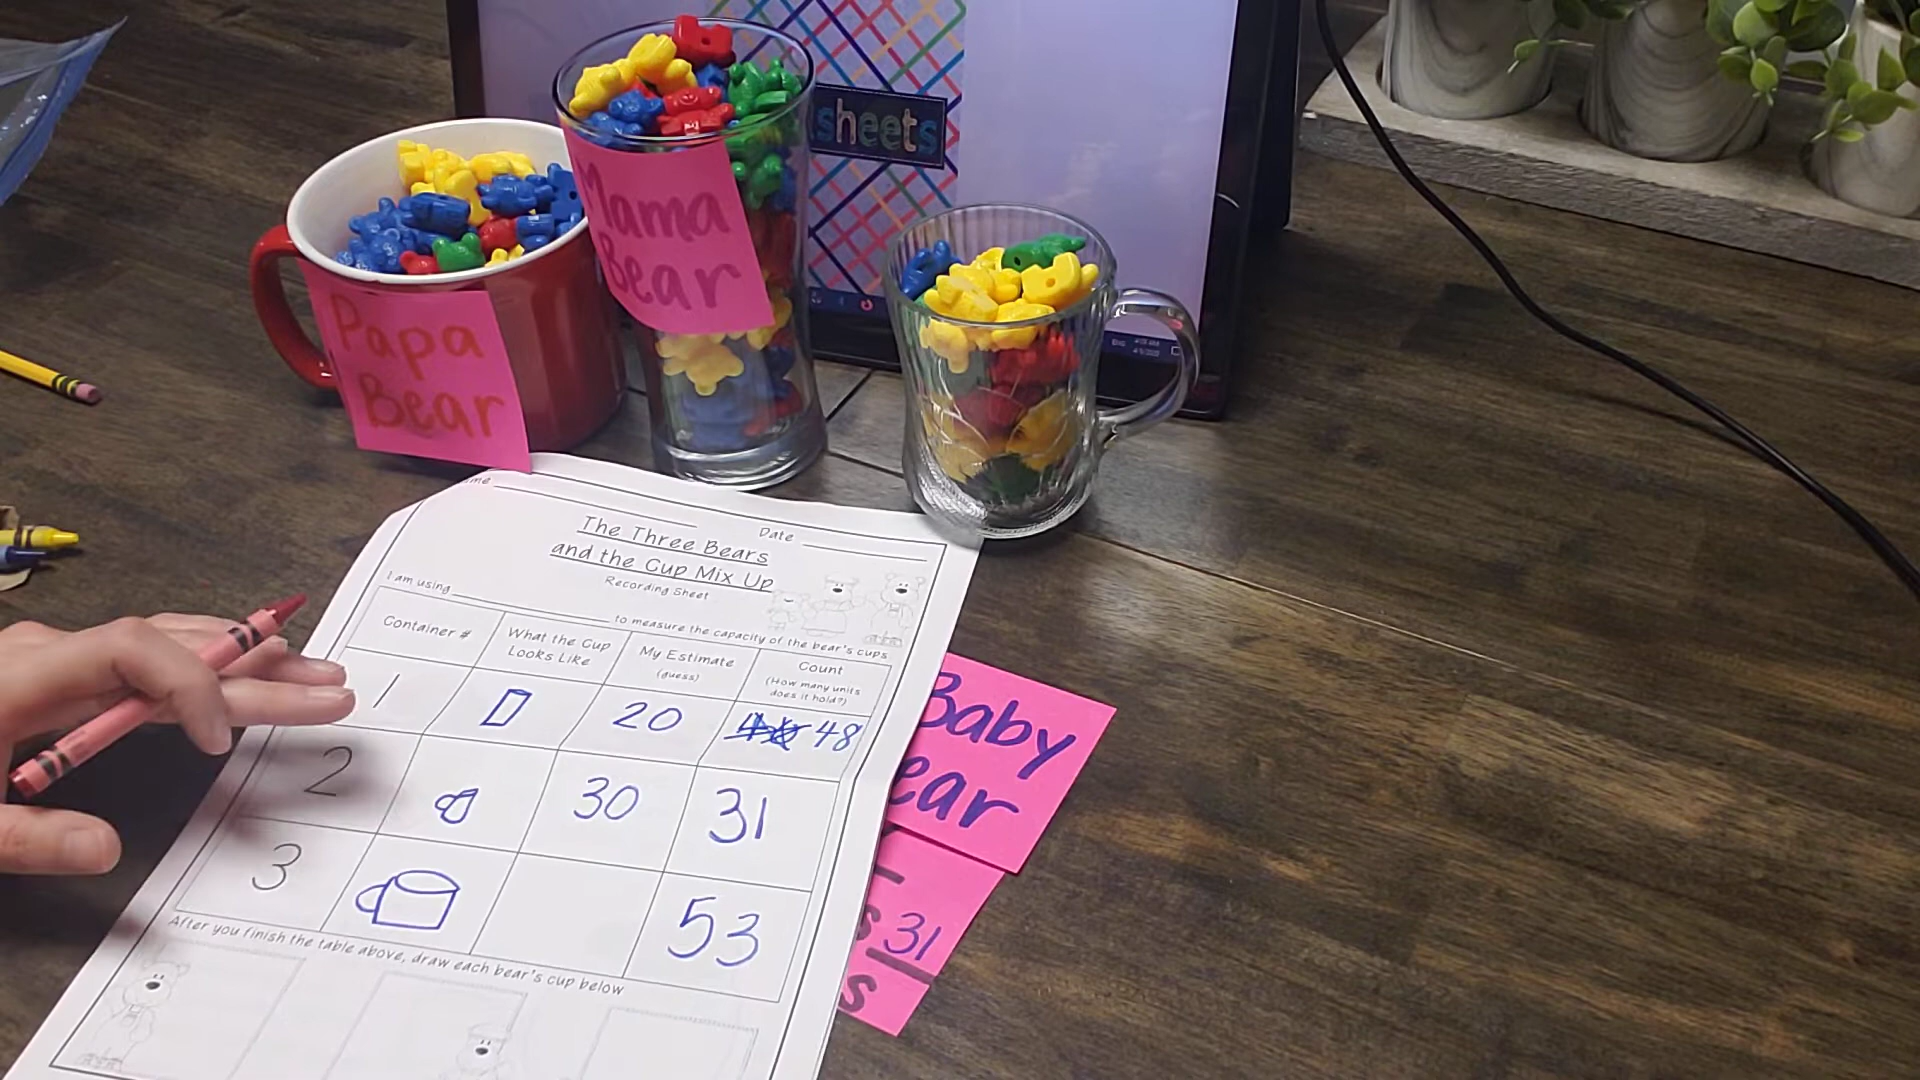 sheets
Mama
Bear
Papa
Bear
Date
The Three Bears
and the Cup Mix Up
Recording Sheet
I am using
to measure the capacity of the bear's cups
Container #
What the Cup
Looks Like
My Estimate
(guess)
Count
(How many units
does it hold?)
1
20
48
2
30
31
3
53
After you finish the table above, draw each bear's cup below
Baby
ear
31
s